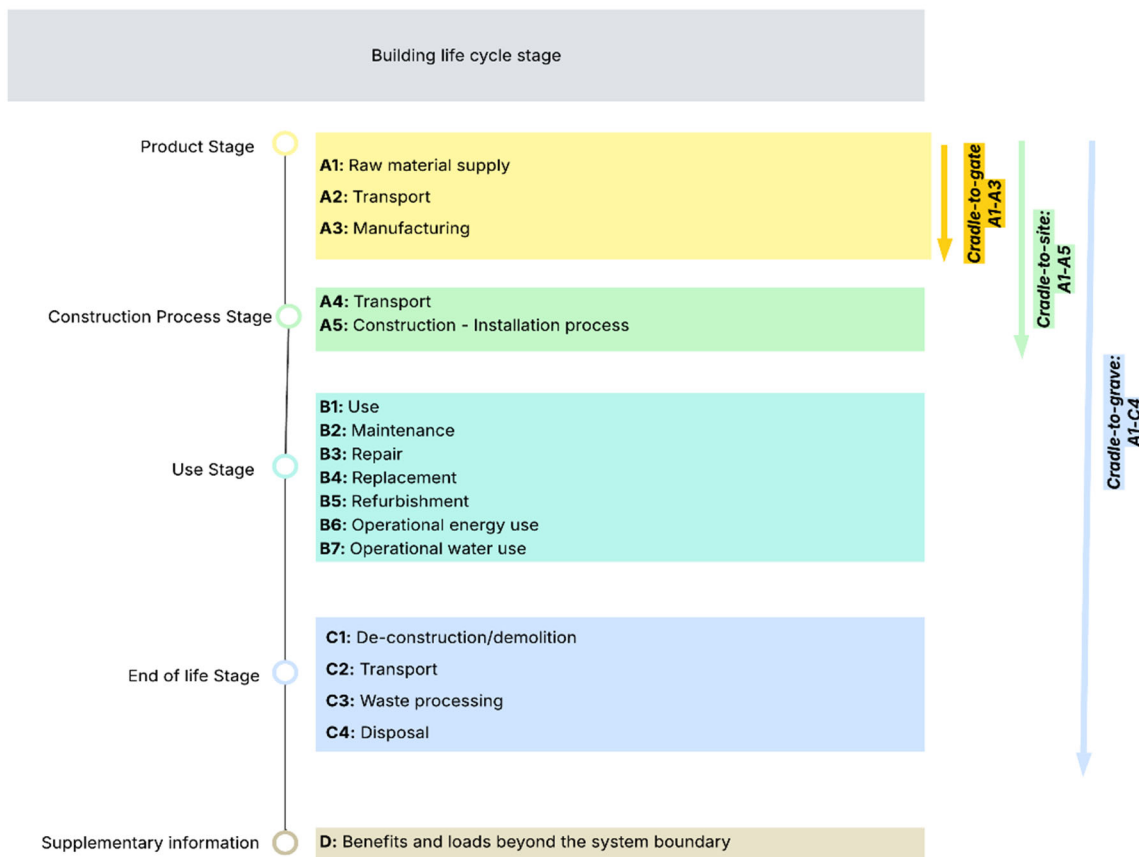 Building life cycle stage
Product Stage
A1: Raw material supply
A2: Transport
A3: Manufacturing
Cradle-to-gate
A1-A3
Cradle-to-site:
A1-A5
Construction Process Stage
A4: Transport
A5: Construction - Installation process
Cradle-to-grave:
A1-C4
Use Stage
B1: Use
B2: Maintenance
B3: Repair
B4: Replacement
B5: Refurbishment
B6: Operational energy use
B7: Operational water use
End of life Stage
C1: De-construction/demolition
C2: Transport
C3: Waste processing
C4: Disposal
Supplementary information
D: Benefits and loads beyond the system boundary